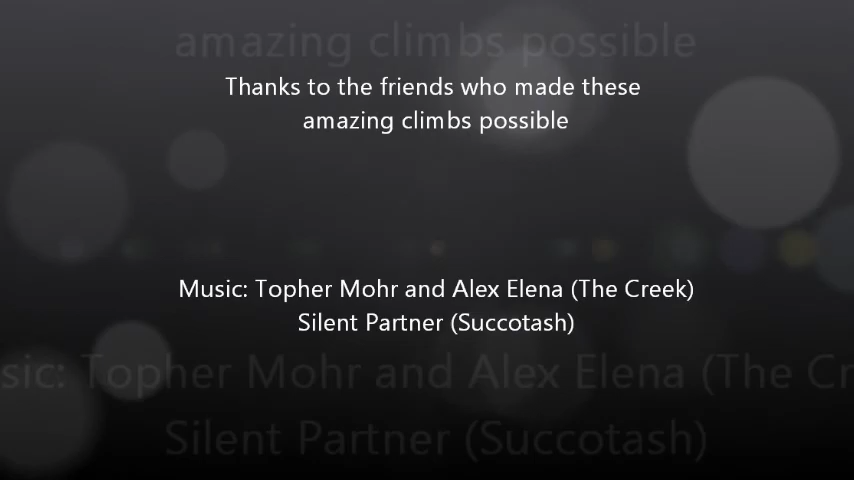 amazing climbs possible
Thanks to the friends who made these
amazing climbs possible
Music: Topher Mohr and Alex Elena (The Creek)
Silent Partner (Succotash)
sic: Topher Mohr and Alex Elena (The Cr
Silent Partner (Succotash)